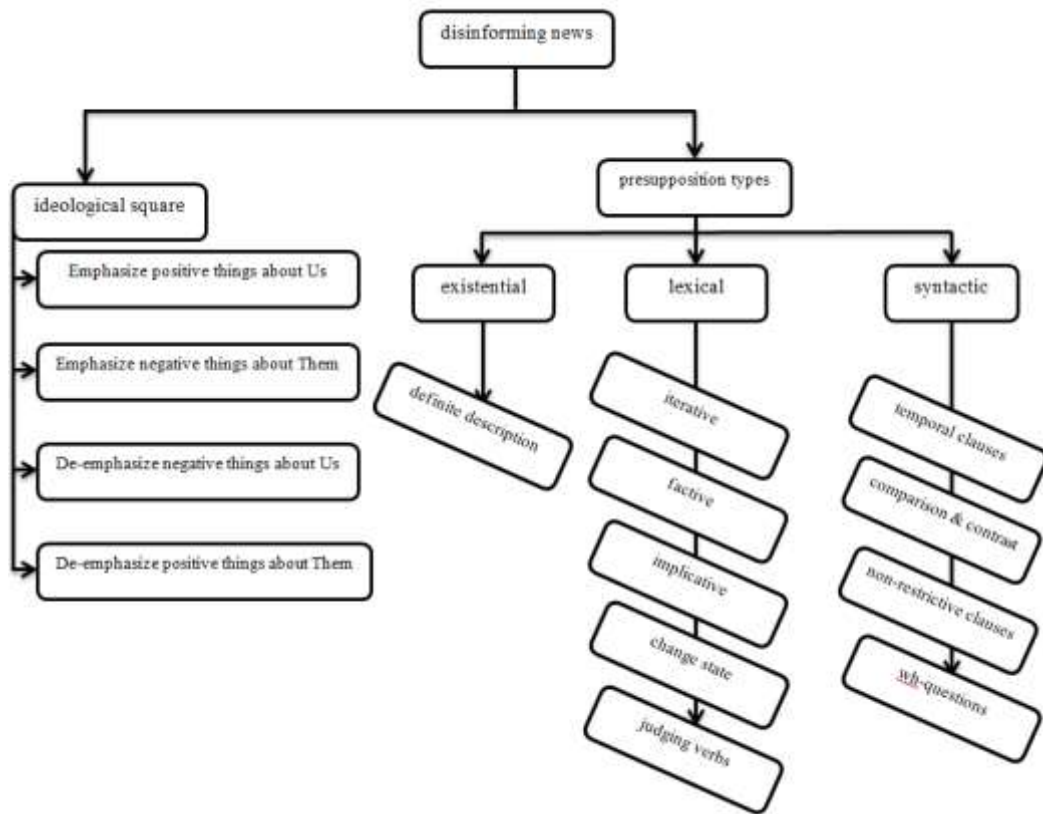 disinforming news
ideological square
presupposition types
Emphasize positive things about Us
Emphasize negative things about Them
De-emphasize negative things about Us
De-emphasize positive things about Them
existential
lexical
syntactic
definite description
iterative
factive
implicative
change state
judging verbs
temporal clauses
comparison & contrast
non-restrictive clauses
wh-questions